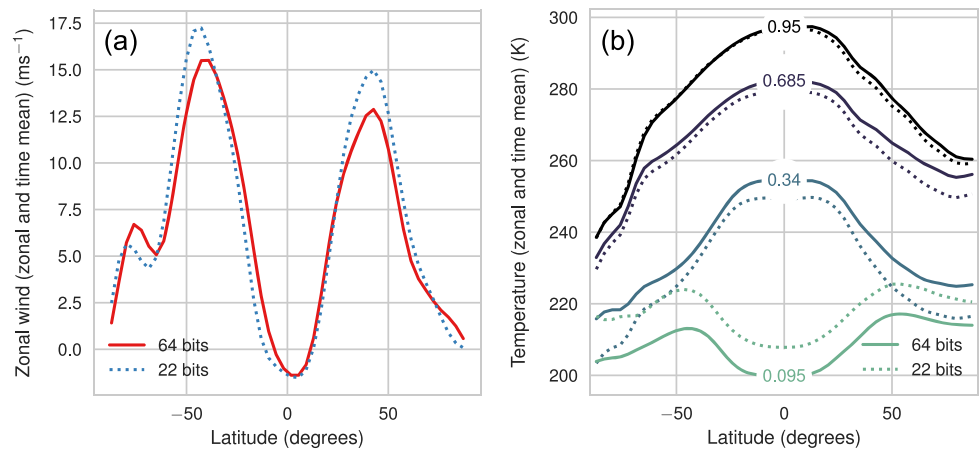 (a)
Zonal wind (zonal and time mean) (ms⁻¹)
17.5
15.0
12.5
10.0
7.5
5.0
2.5
0.0
64 bits
22 bits
−50
0
50
Latitude (degrees)
(b)
Temperature (zonal and time mean) (K)
300
280
260
240
220
200
0.95
0.685
0.34
0.095
64 bits
22 bits
−50
0
50
Latitude (degrees)